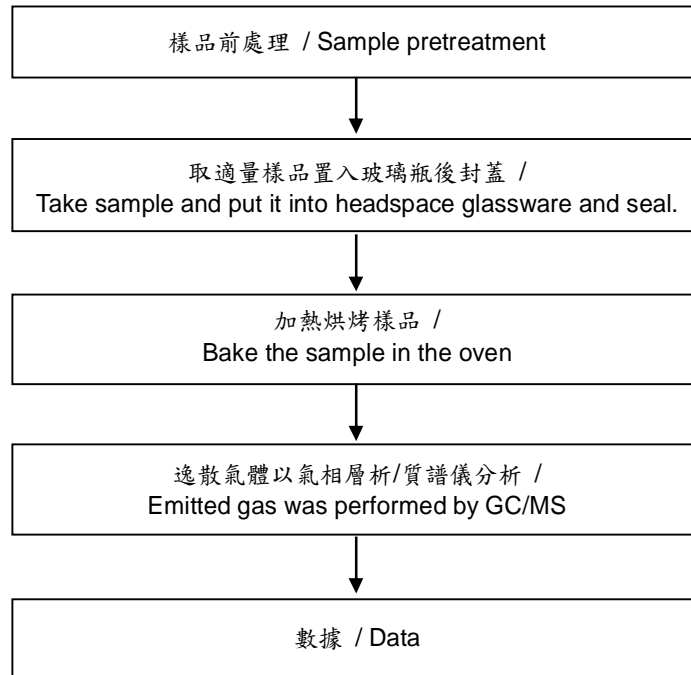 樣品前處理 / Sample pretreatment
取適量樣品置入玻璃瓶後封蓋 /
Take sample and put it into headspace glassware and seal.
加熱烘烤樣品 /
Bake the sample in the oven
逸散氣體以氣相層析/質譜儀分析 /
Emitted gas was performed by GC/MS
數據 / Data